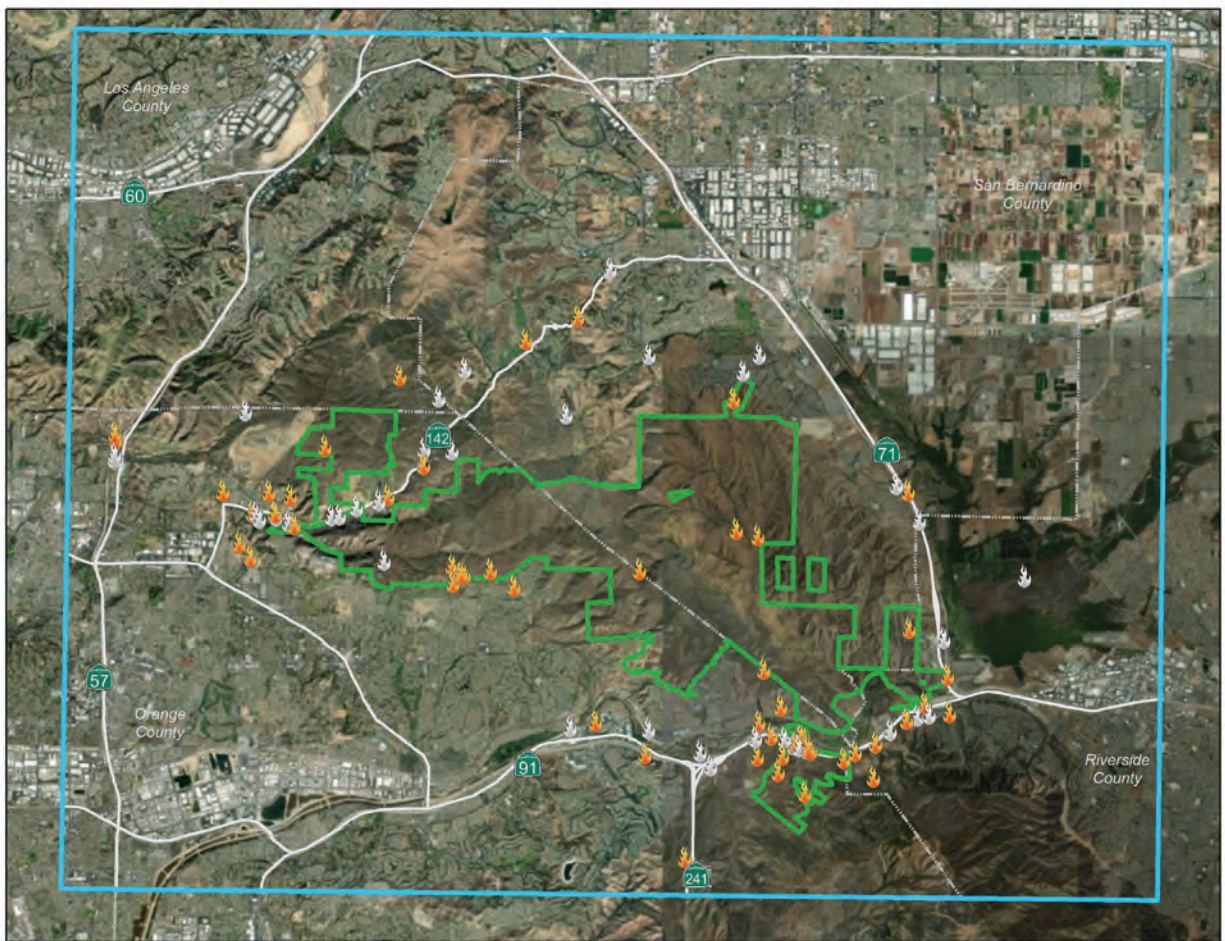 Los Angeles
County
60
San Bernardino
County
142
71
57
Orange
County
91
Riverside
County
241